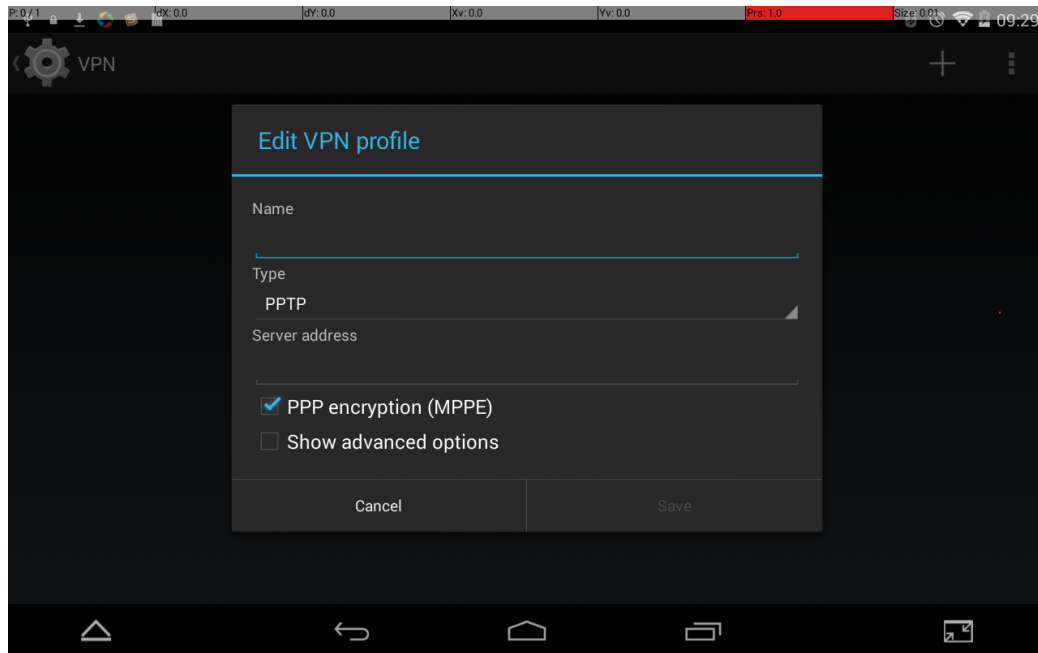 P: 0 / 1 dX: 0.0 dY: 0.0 Xv: 0.0 Yv: 0.0 Prs: 1.0 Size: 0.01
09:29
VPN
Edit VPN profile
Name
Type
PPTP
Server address
PPP encryption (MPPE)
Show advanced options
Cancel Save